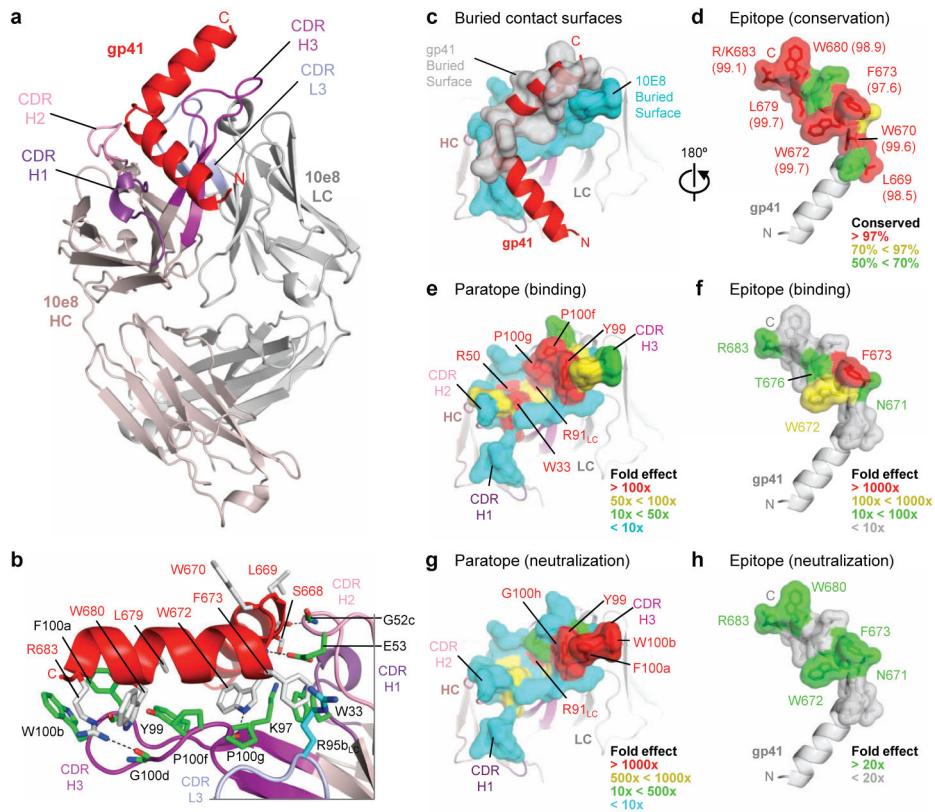 a
C
gp41
CDR
H3
CDR
L3
CDR
H2
CDR
H1
N
10e8
LC
10e8
HC
b
W670
L669
S668
F673
W672
L679
W680
F100a
R683
C
CDR
H2
G52c
E53
CDR
H1
W33
R95bLC
K97
P100g
P100f
Y99
G100d
W100b
CDR
H3
CDR
L3
c Buried contact surfaces
gp41
Buried
Surface
C
10E8
Buried
Surface
HC
LC
gp41
N
180º
d Epitope (conservation)
R/K683
(99.1)
C
W680 (98.9)
F673
(97.6)
L679
(99.7)
W670
(99.6)
W672
(99.7)
L669
(98.5)
gp41
N
Conserved
> 97%
70% < 97%
50% < 70%
e Paratope (binding)
P100f
P100g
Y99
CDR
H3
R50
CDR
H2
HC
R91LC
W33
LC
CDR
H1
Fold effect
> 100x
50x < 100x
10x < 50x
< 10x
f Epitope (binding)
C
R683
F673
T676
N671
W672
gp41
N
Fold effect
> 1000x
100x < 1000x
10x < 100x
< 10x
g Paratope (neutralization)
G100h
Y99
CDR
H3
W100b
F100a
CDR
H2
HC
R91LC
LC
CDR
H1
Fold effect
> 1000x
500x < 1000x
10x < 500x
< 10x
h Epitope (neutralization)
C
W680
R683
F673
N671
W672
gp41
N
Fold effect
> 20x
< 20x